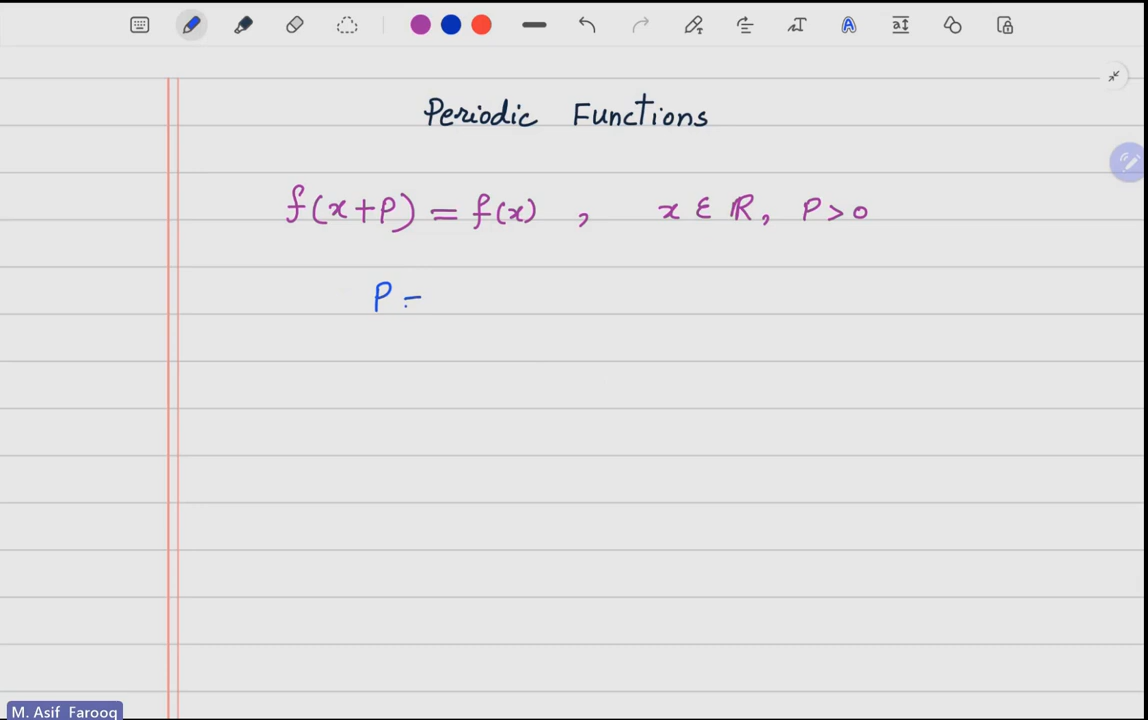 Periodic Functions
f(x+P) = f(x) , x ∈ ℝ, P > 0
P =
M. Asif Farooq